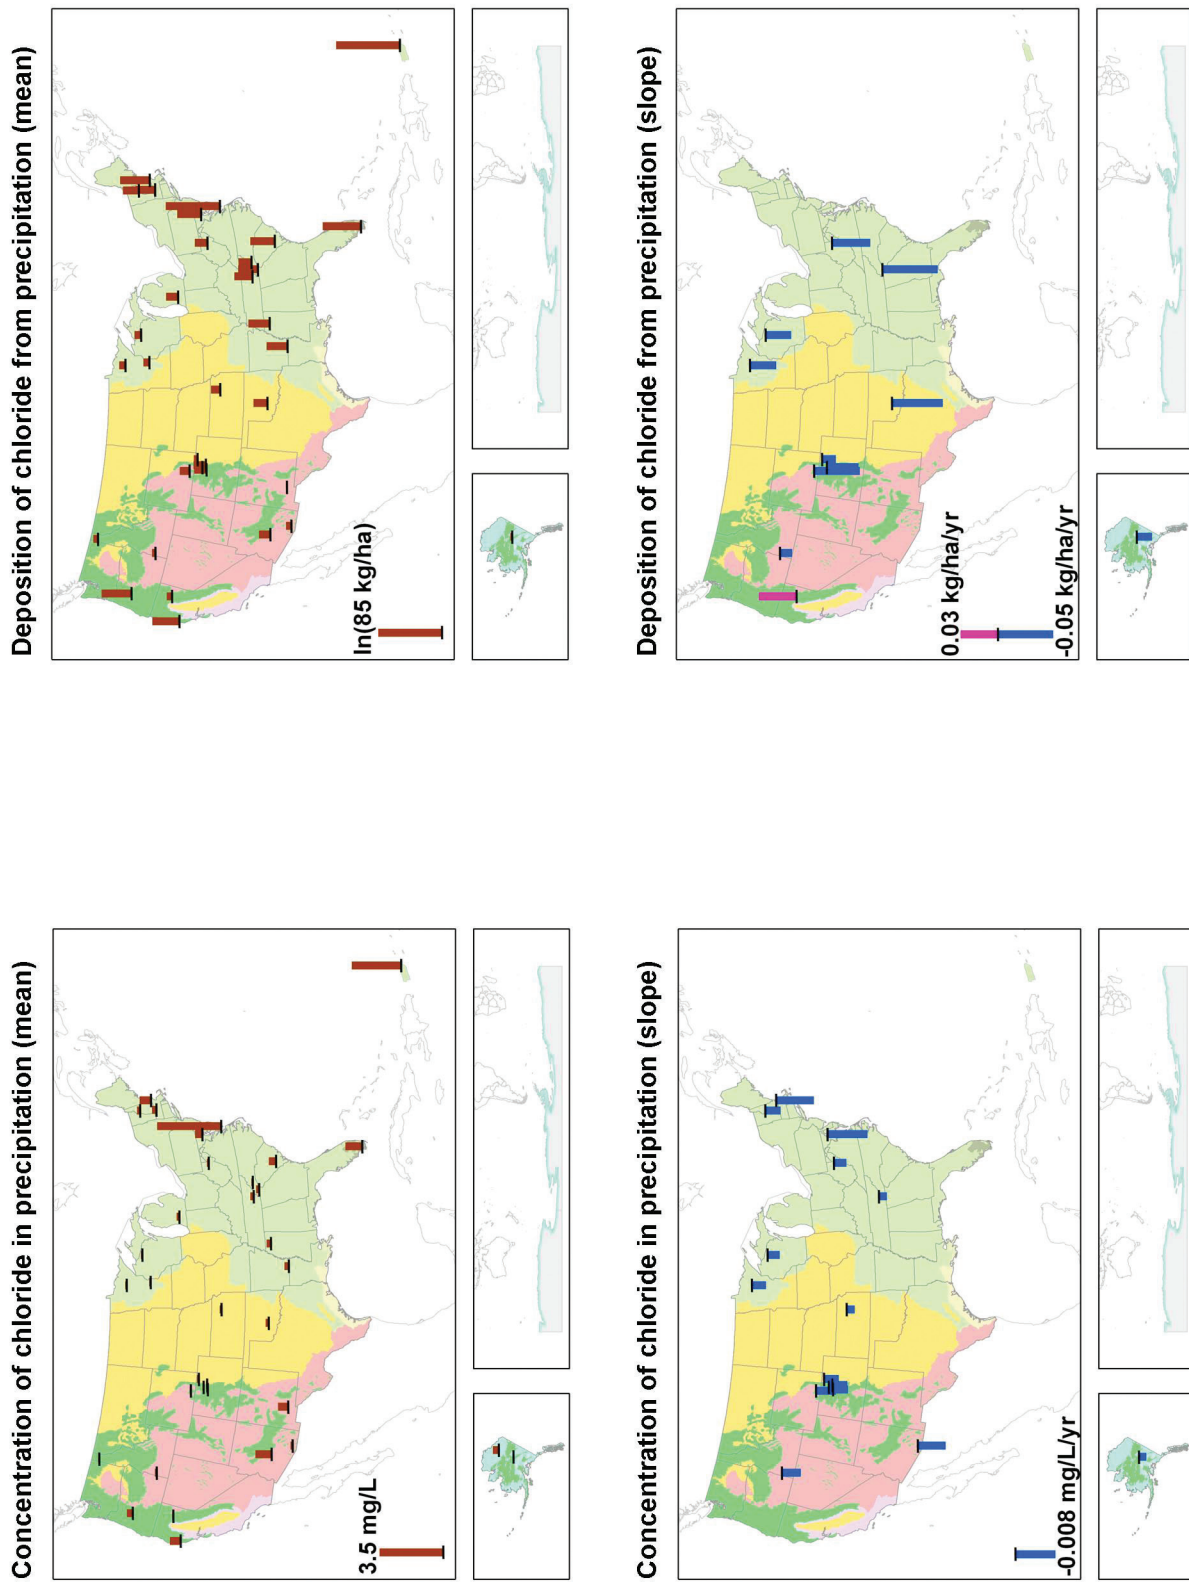 Concentration of chloride in precipitation (mean)
3.5 mg/L
Deposition of chloride from precipitation (mean)
ln(85 kg/ha)
Concentration of chloride in precipitation (slope)
-0.008 mg/L/yr
Deposition of chloride from precipitation (slope)
0.03 kg/ha/yr
-0.05 kg/ha/yr